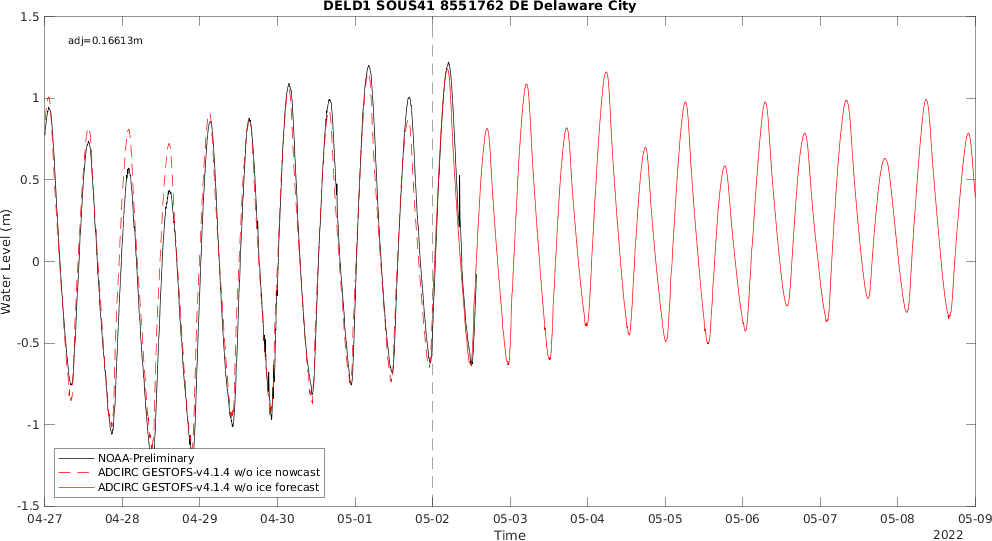 DELD1 SOUS41 8551762 DE Delaware City
adj=0.16613m
Water Level (m)
1.5
1
0.5
0
-0.5
-1
-1.5
NOAA-Preliminary
ADCIRC GESTOFS-v4.1.4 w/o ice nowcast
ADCIRC GESTOFS-v4.1.4 w/o ice forecast
04-27 04-28 04-29 04-30 05-01 05-02 05-03 05-04 05-05 05-06 05-07 05-08 05-09
Time
2022